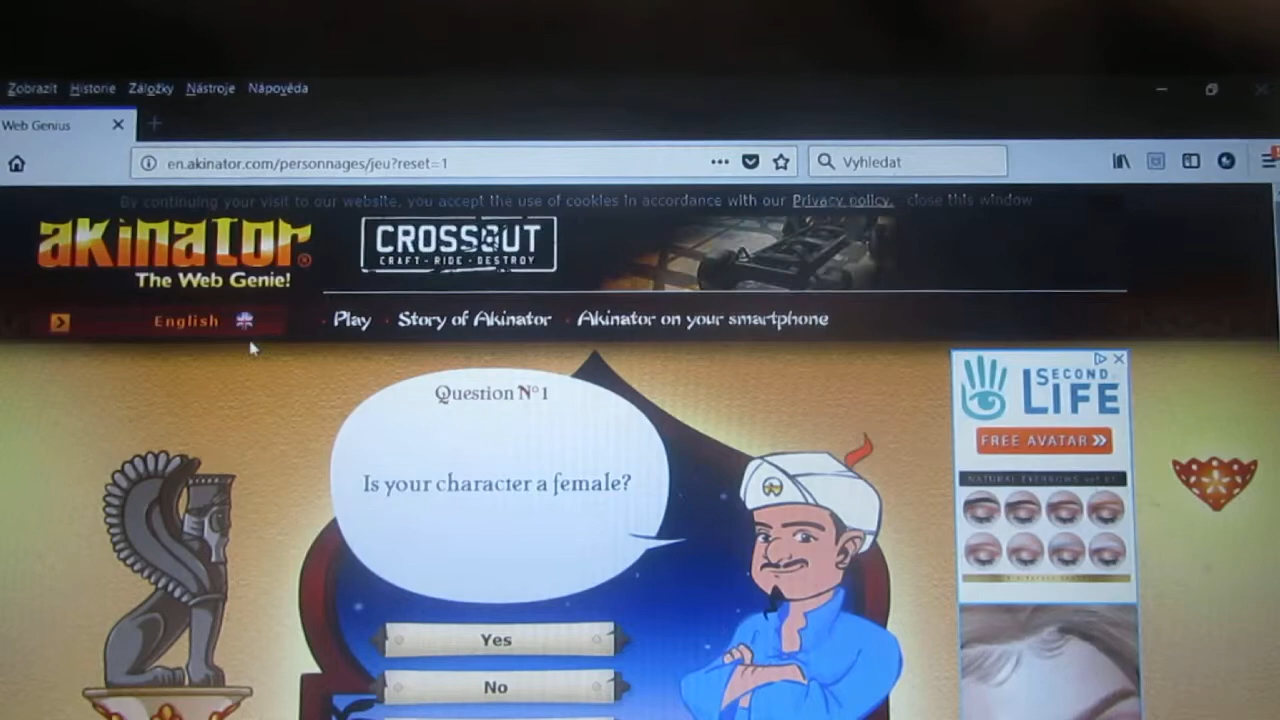 Zobrazit Historie Záložky Nástroje Nápověda
Web Genius
en.akinator.com/personnages/jeu?reset=1
Vyhledat
By continuing your visit to our website, you accept the use of cookies in accordance with our Privacy policy. close this window
akinator®
The Web Genie!
CROSSOUT
CRAFT · RIDE · DESTROY
English
Play
Story of Akinator
Akinator on your smartphone
Question N°1
Is your character a female?
Yes
No
SECOND
LIFE
FREE AVATAR